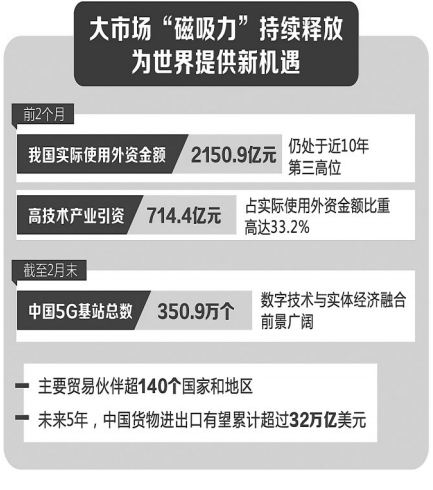 大市场“磁吸力”持续释放
为世界提供新机遇
前2个月
我国实际使用外资金额 2150.9亿元 仍处于近10年
第三高位
高技术产业引资 714.4亿元 占实际使用外资金额比重
高达33.2%
截至2月末
中国5G基站总数 350.9万个 数字技术与实体经济融合
前景广阔
主要贸易伙伴超140个国家和地区
未来5年，中国货物进出口有望累计超过32万亿美元